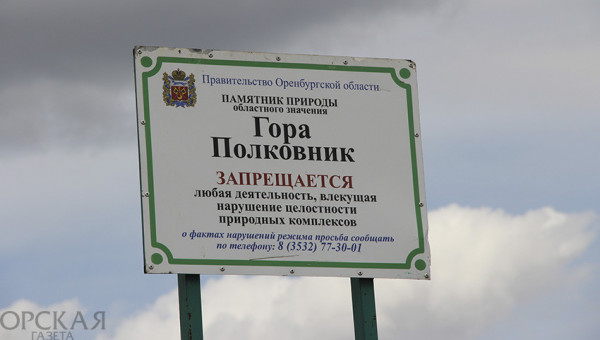 Правительство Оренбургской области
ПАМЯТНИК ПРИРОДЫ
областного значения
Гора
Полковник
ЗАПРЕЩАЕТСЯ
любая деятельность, влекущая
нарушение целостности
природных комплексов
о фактах нарушений режима просьба сообщать
по телефону: 8 (3532) 77-30-01
ОРСКАЯ
ГАЗЕТА